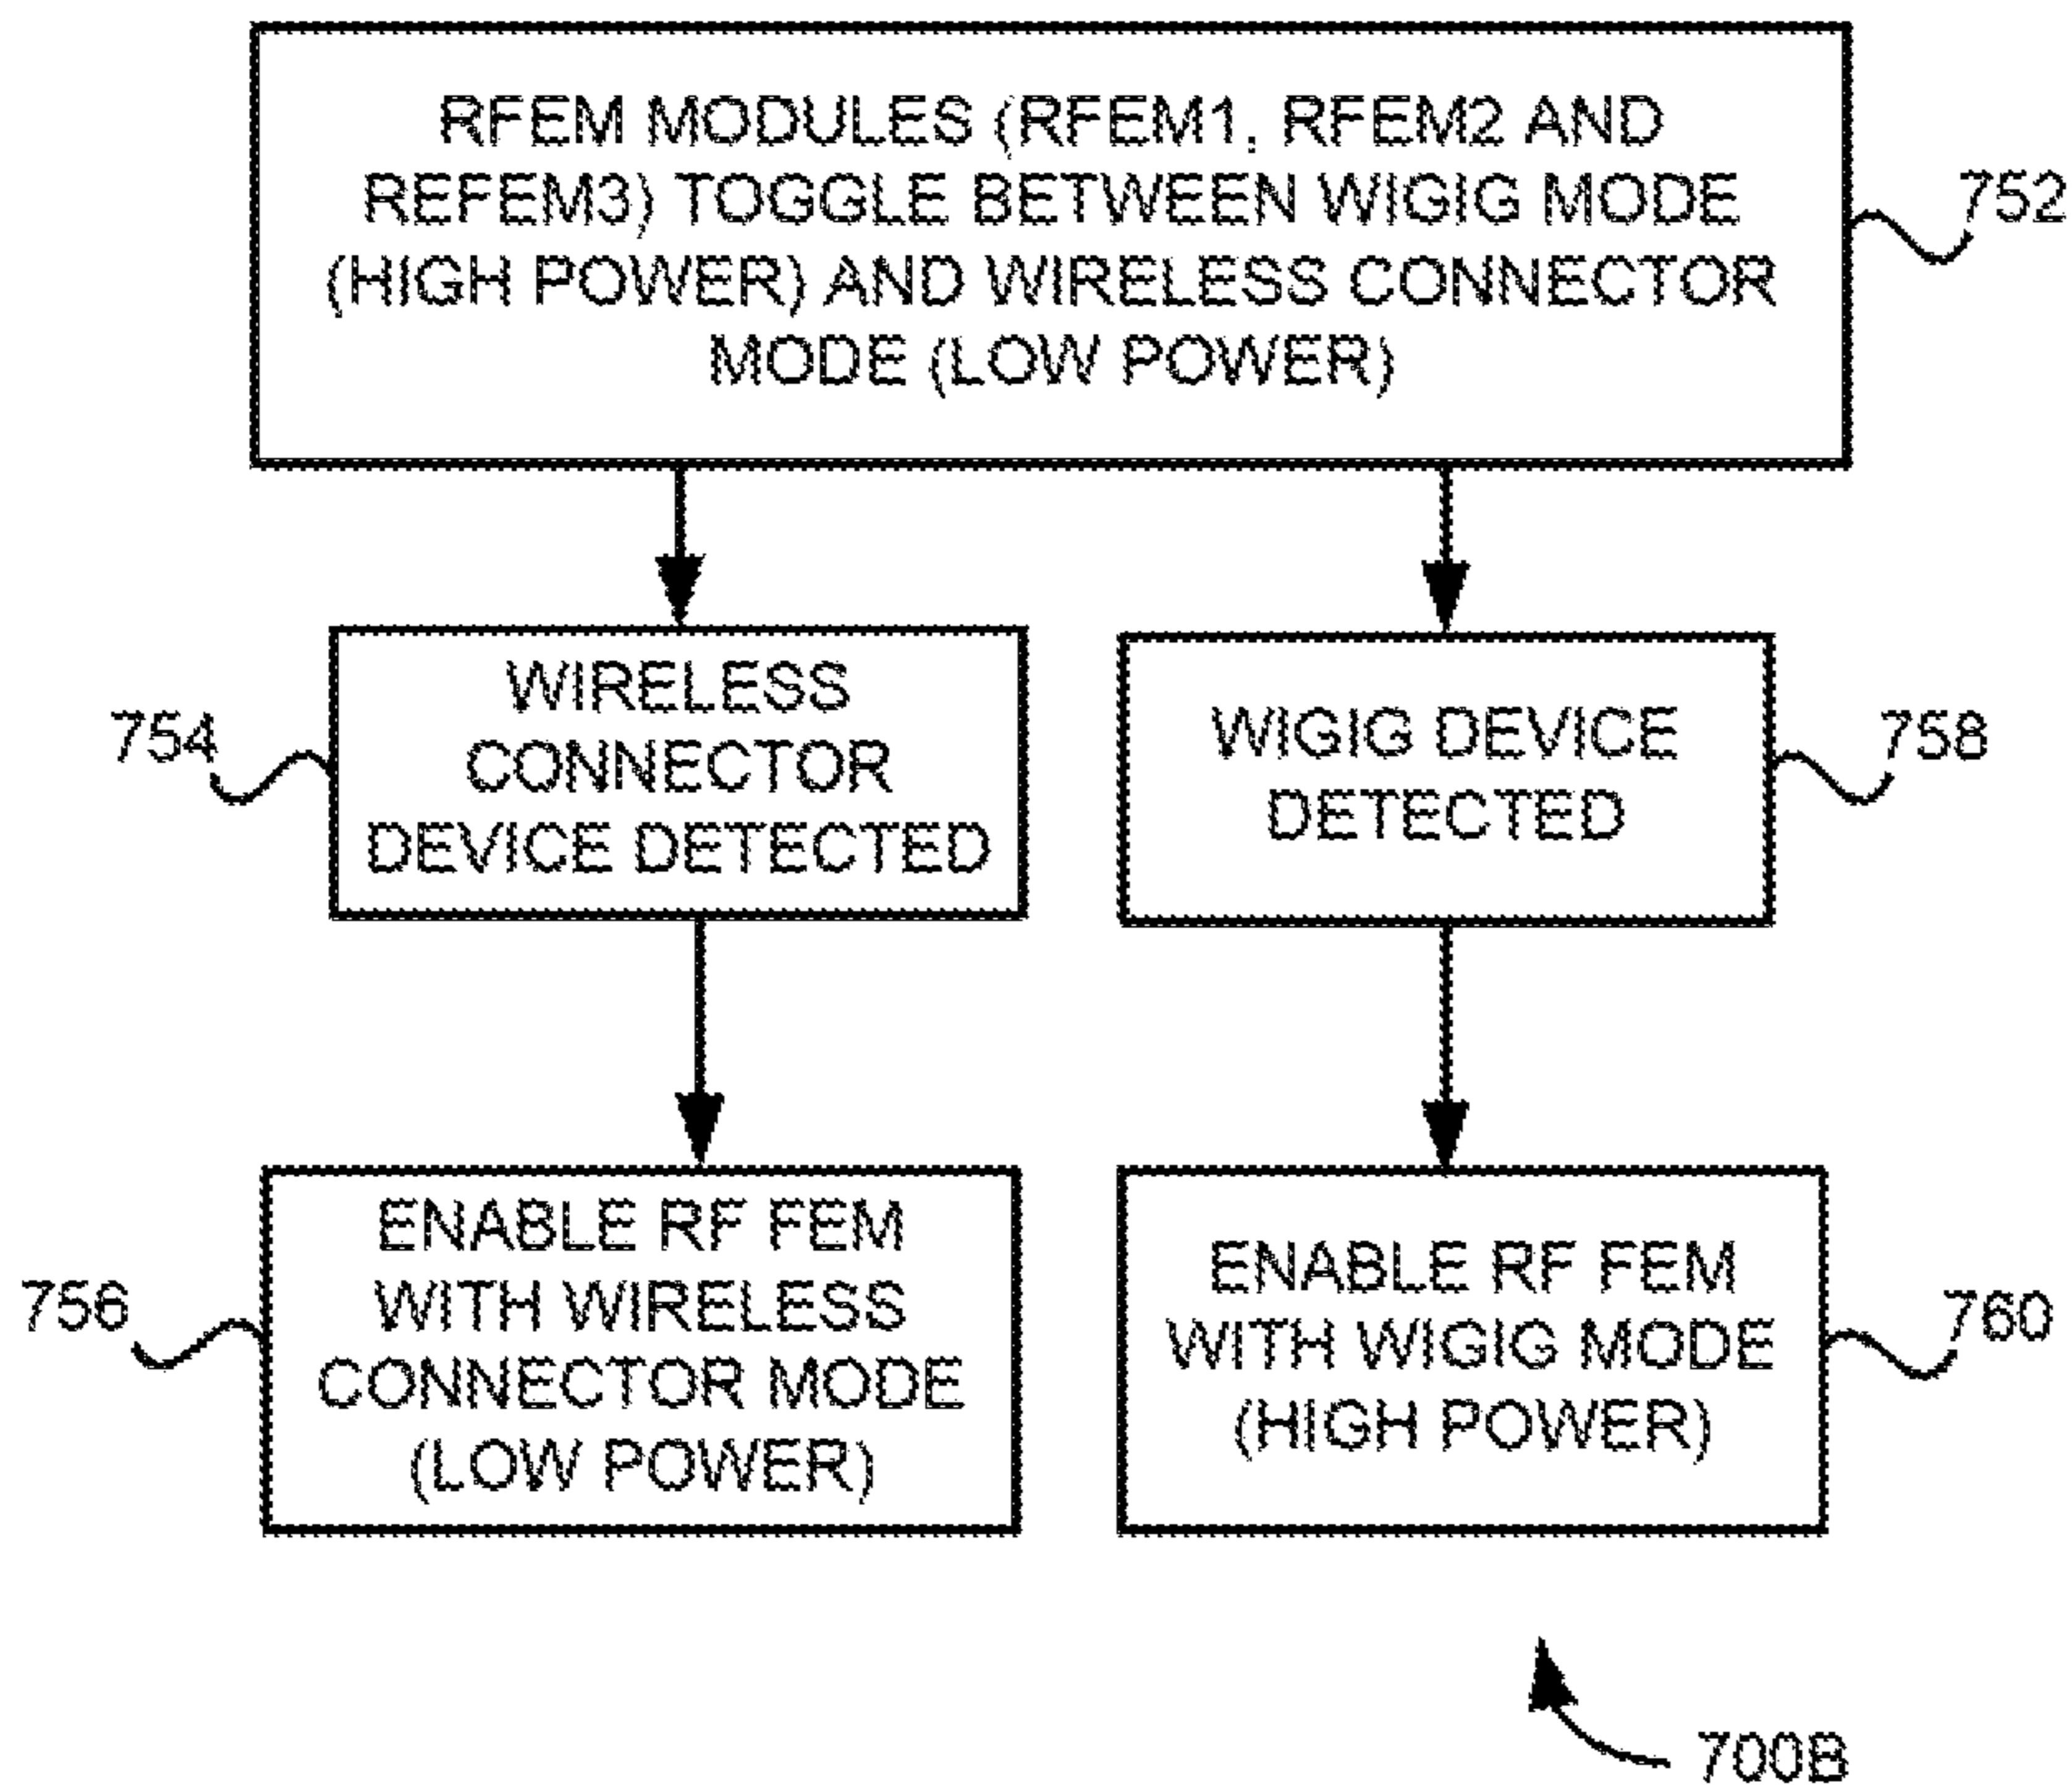 RFEM MODULES (RFEM1, RFEM2 AND
REFEM3) TOGGLE BETWEEN WIGIG MODE
(HIGH POWER) AND WIRELESS CONNECTOR
MODE (LOW POWER)
752
WIRELESS
CONNECTOR
DEVICE DETECTED
754
WIGIG DEVICE
DETECTED
758
ENABLE RF FEM
WITH WIRELESS
CONNECTOR MODE
(LOW POWER)
756
ENABLE RF FEM
WITH WIGIG MODE
(HIGH POWER)
760
700B